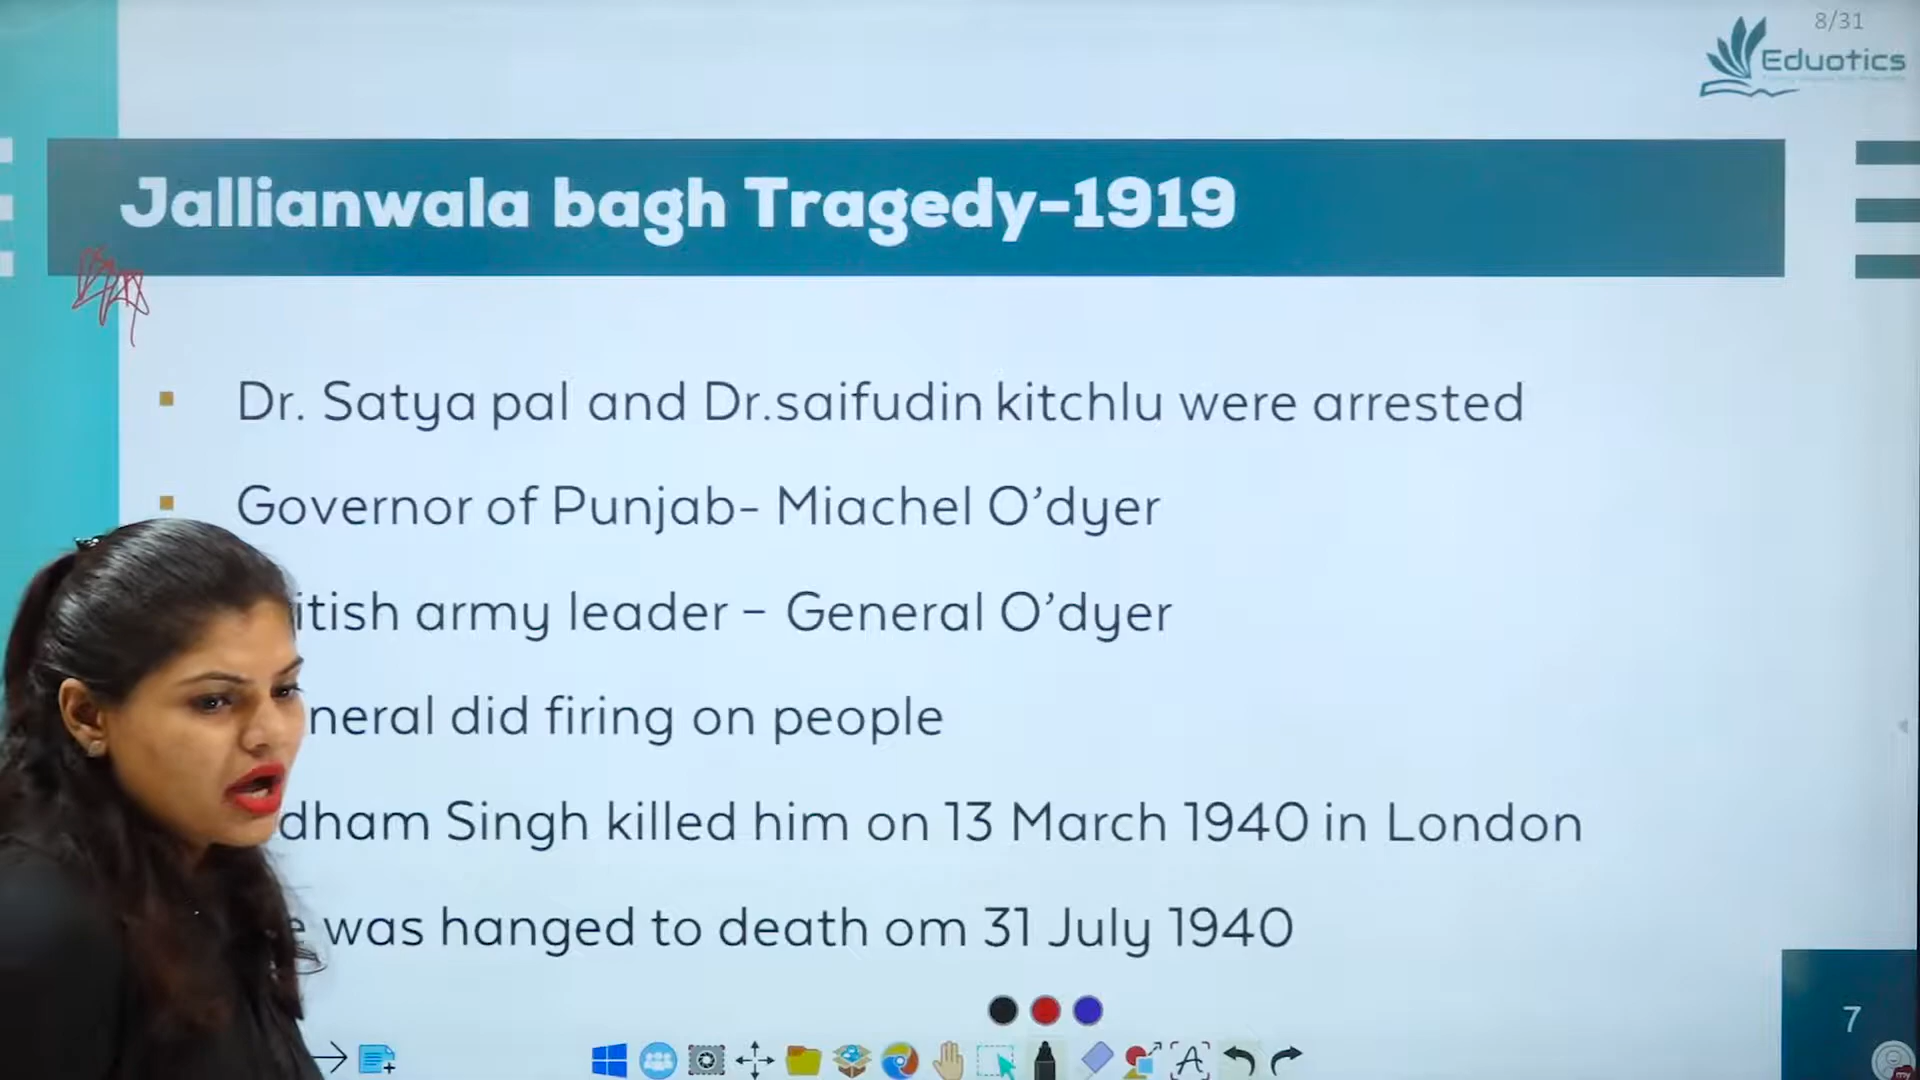 8/31
Eduotics
Jallianwala bagh Tragedy-1919
Dr. Satya pal and Dr.saifudin kitchlu were arrested
Governor of Punjab- Miachel O'dyer
itish army leader – General O'dyer
neral did firing on people
dham Singh killed him on 13 March 1940 in London
e was hanged to death om 31 July 1940
7